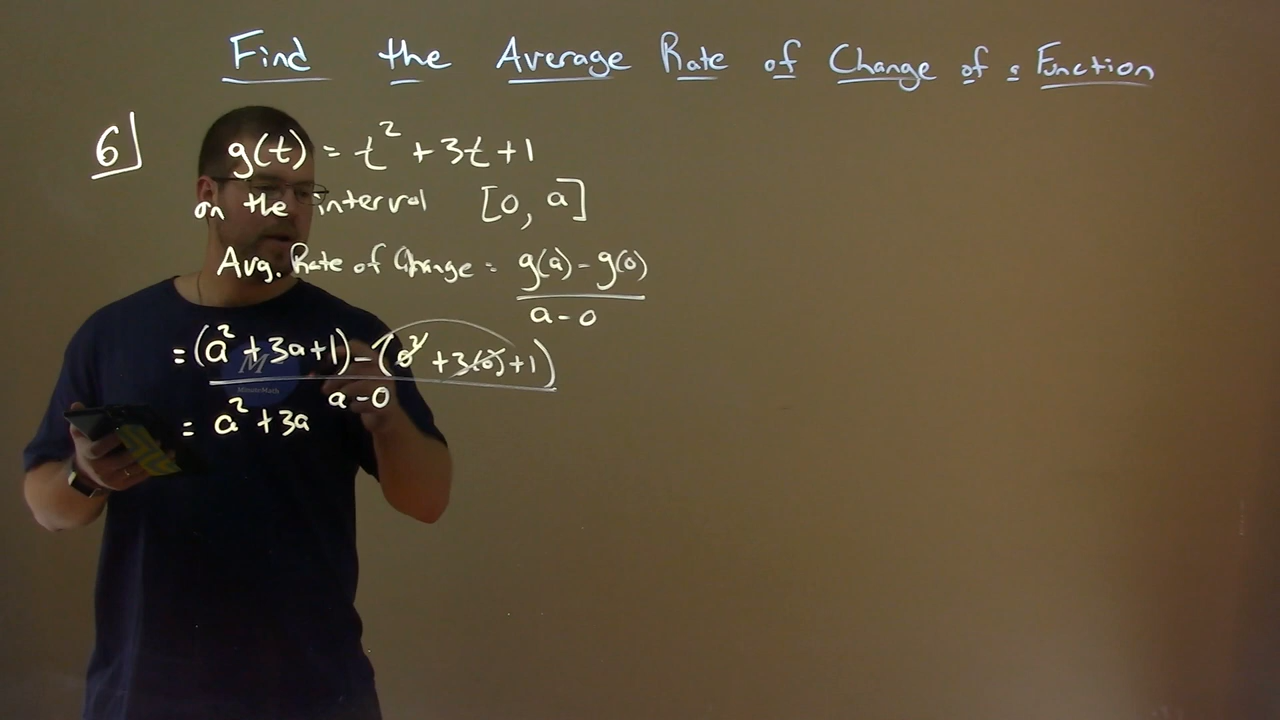 Find the Average Rate of Change of a Function
6 g(t) = t² + 3t + 1
on the interval [0, a]
Avg. Rate of Change = g(a) - g(0)
a - 0
= (a² + 3a + 1) - (0² + 3(0) + 1)
M
MinuteMath
a - 0
= a² + 3a